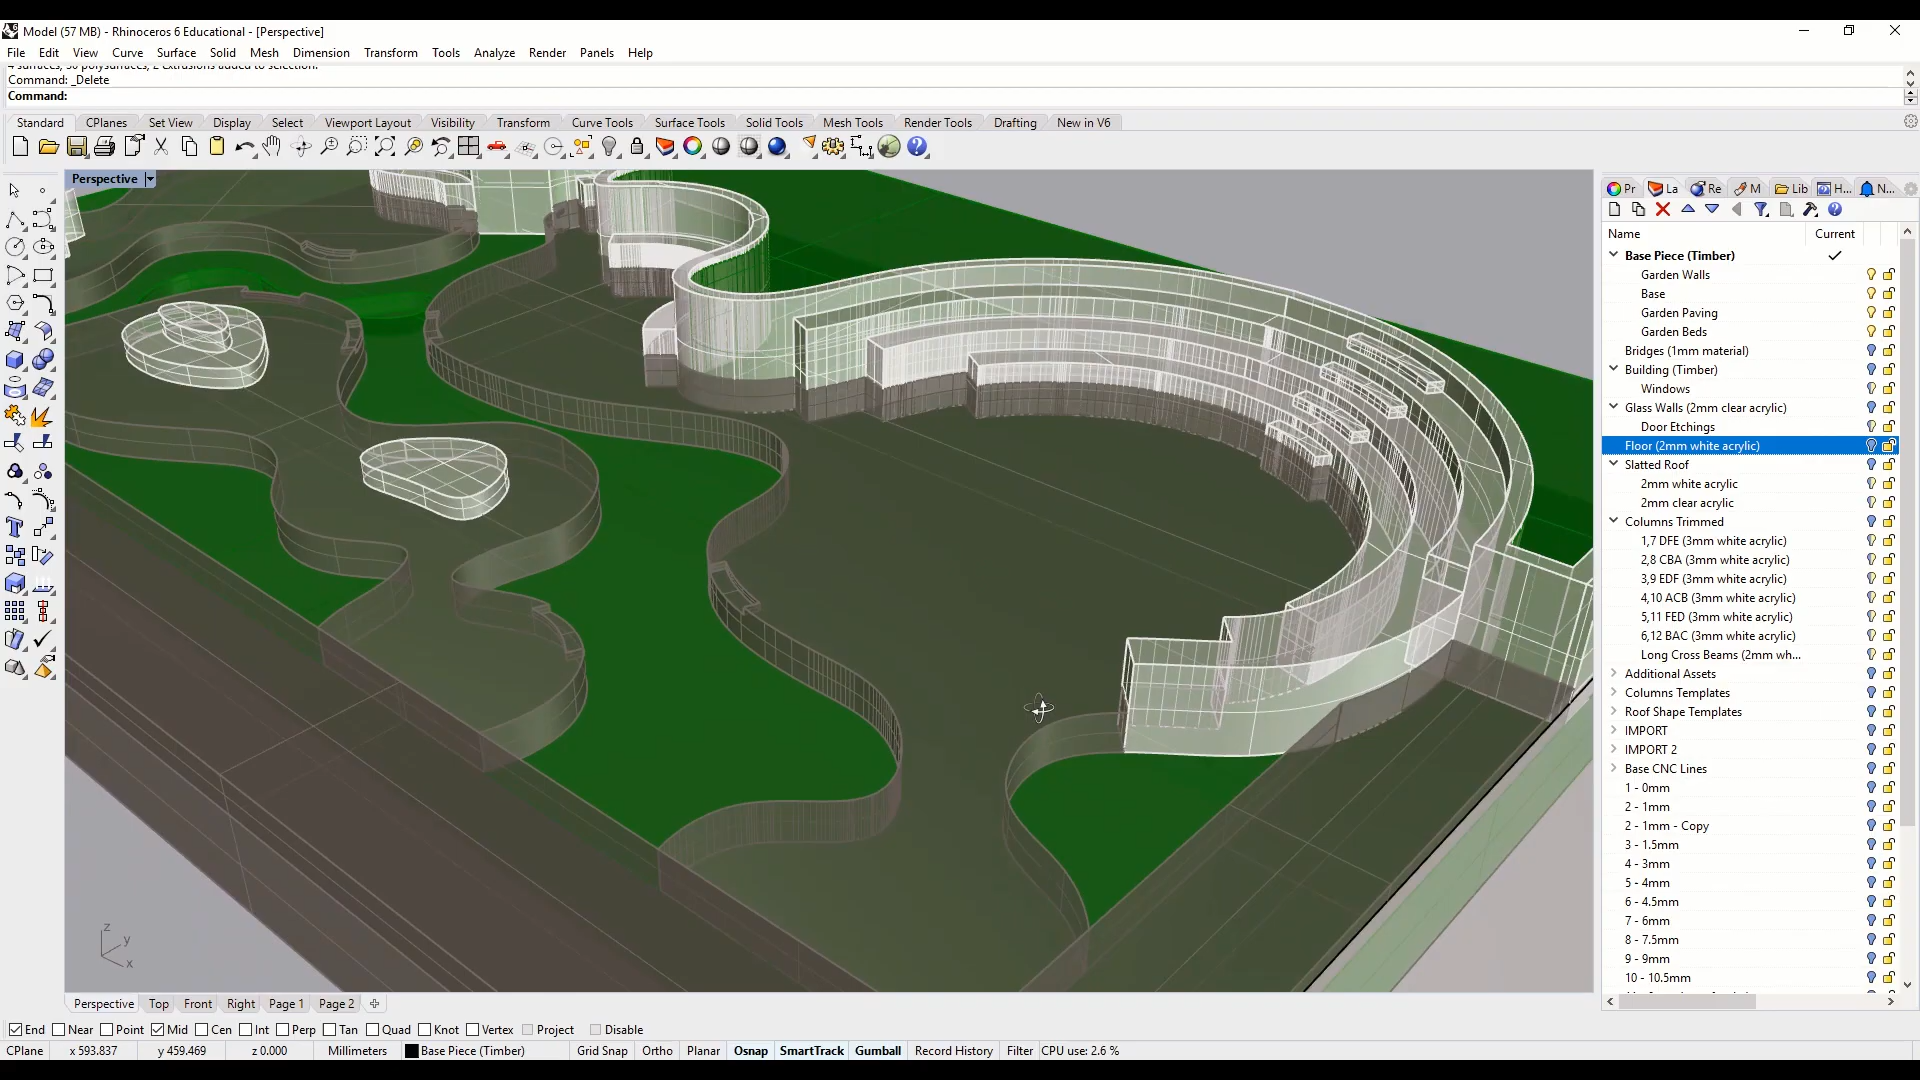 Model (57 MB) - Rhinoceros 6 Educational - [Perspective]
File Edit View Curve Surface Solid Mesh Dimension Transform Tools Analyze Render Panels Help
Command: _Delete
Command:
Standard CPlanes Set View Display Select Viewport Layout Visibility Transform Curve Tools Surface Tools Solid Tools Mesh Tools Render Tools Drafting New in V6
Perspective
Pr La Re M Lib H... N...
Name Current
Base Piece (Timber)
Garden Walls
Base
Garden Paving
Garden Beds
Bridges (1mm material)
Building (Timber)
Windows
Glass Walls (2mm clear acrylic)
Door Etchings
Floor (2mm white acrylic)
Slatted Roof
2mm white acrylic
2mm clear acrylic
Columns Trimmed
1,7 DFE (3mm white acrylic)
2,8 CBA (3mm white acrylic)
3,9 EDF (3mm white acrylic)
4,10 ACB (3mm white acrylic)
5,11 FED (3mm white acrylic)
6,12 BAC (3mm white acrylic)
Long Cross Beams (2mm wh...
Additional Assets
Columns Templates
Roof Shape Templates
IMPORT
IMPORT 2
Base CNC Lines
1 - 0mm
2 - 1mm
2 - 1mm - Copy
3 - 1.5mm
4 - 3mm
5 - 4mm
6 - 4.5mm
7 - 6mm
8 - 7.5mm
9 - 9mm
10 - 10.5mm
z
y
x
Perspective Top Front Right Page 1 Page 2
End Near Point Mid Cen Int Perp Tan Quad Knot Vertex Project Disable
CPlane x 593.837 y 459.469 z 0.000 Millimeters Base Piece (Timber) Grid Snap Ortho Planar Osnap SmartTrack Gumball Record History Filter CPU use: 2.6 %